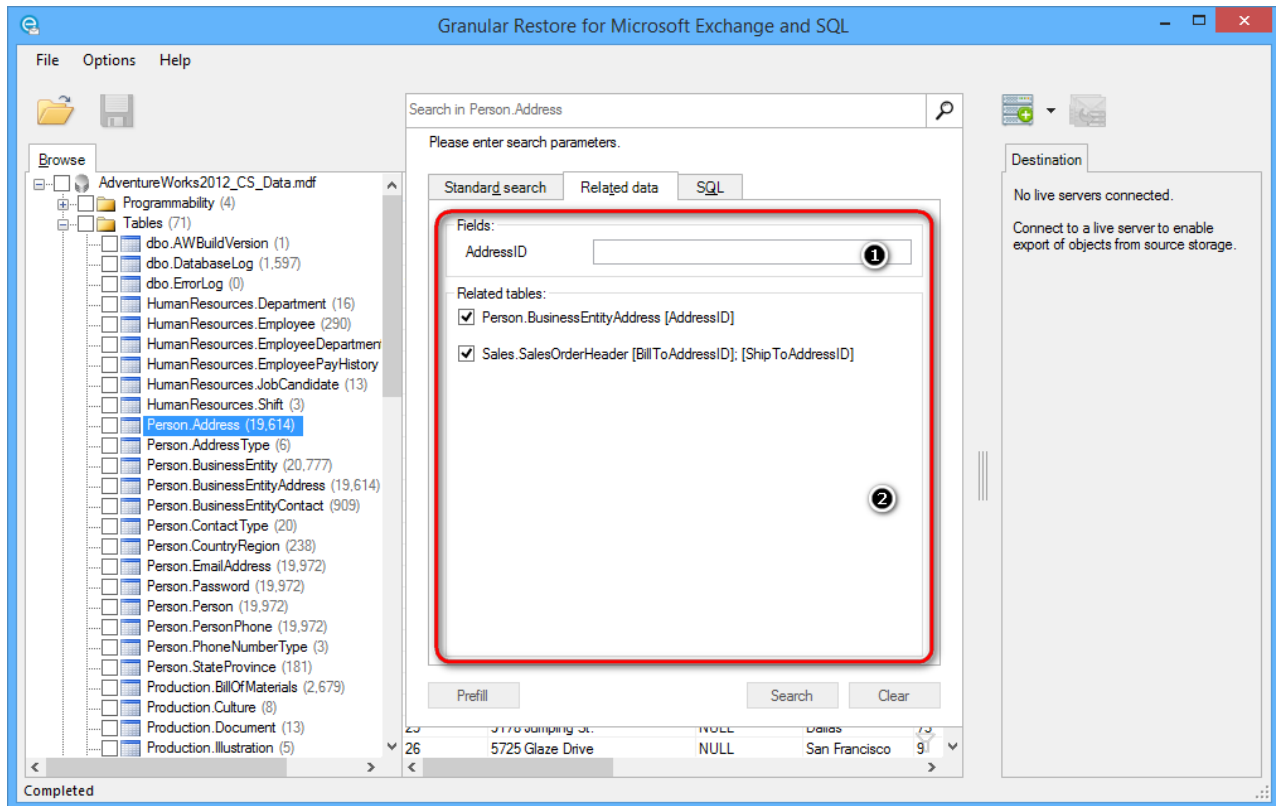 Granular Restore for Microsoft Exchange and SQL
File Options Help
Search in Person.Address
Please enter search parameters.
Browse
Standard search Related data SQL
Destination
AdventureWorks2012_CS_Data.mdf
Programmability (4)
Tables (71)
dbo.AWBuildVersion (1)
dbo.DatabaseLog (1,597)
dbo.ErrorLog (0)
HumanResources.Department (16)
HumanResources.Employee (290)
HumanResources.EmployeeDepartmen
HumanResources.EmployeePayHistory
HumanResources.JobCandidate (13)
HumanResources.Shift (3)
Person.Address (19,614)
Person.AddressType (6)
Person.BusinessEntity (20,777)
Person.BusinessEntityAddress (19,614)
Person.BusinessEntityContact (909)
Person.ContactType (20)
Person.CountryRegion (238)
Person.EmailAddress (19,972)
Person.Password (19,972)
Person.Person (19,972)
Person.PersonPhone (19,972)
Person.PhoneNumberType (3)
Person.StateProvince (181)
Production.BillOfMaterials (2,679)
Production.Culture (8)
Production.Document (13)
Production.Illustration (5)
Fields:
AddressID
1
Related tables:
Person.BusinessEntityAddress [AddressID]
Sales.SalesOrderHeader [BillToAddressID]; [ShipToAddressID]
2
Prefill Search Clear
25 5178 Jumping St. NULL Dallas 75
26 5725 Glaze Drive NULL San Francisco 9
No live servers connected.
Connect to a live server to enable
export of objects from source storage.
Completed